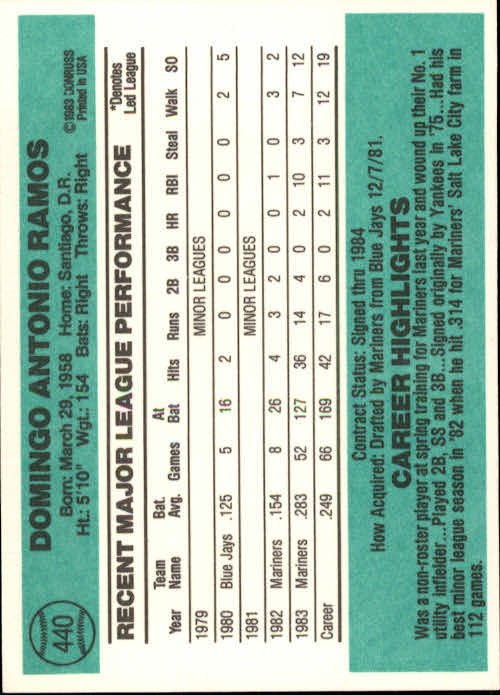 440
DOMINGO ANTONIO RAMOS
Born: March 29, 1958 Home: Santiago, D.R.
Ht.: 5'10" Wgt.: 154 Bats: Right Throws: Right
©1983 DONRUSS
Printed in USA
RECENT MAJOR LEAGUE PERFORMANCE
*Denotes
Led League
Year Team Name Bat. Avg. Games At Bat Hits Runs 2B 3B HR RBI Steal Walk SO
1979 MINOR LEAGUES
1980 Blue Jays .125 5 16 2 0 0 0 0 0 0 2 5
1981 MINOR LEAGUES
1982 Mariners .154 8 26 4 3 2 0 0 1 0 3 2
1983 Mariners .283 52 127 36 14 4 0 2 10 3 7 12
Career .249 66 169 42 17 6 0 2 11 3 12 19
Contract Status: Signed thru 1984
How Acquired: Drafted by Mariners from Blue Jays 12/7/81.
CAREER HIGHLIGHTS
Was a non-roster player at spring training for Mariners last year and wound up their No. 1
utility infielder...Played 2B, SS and 3B...Signed originally by Yankees in '75...Had his
best minor league season in '82 when he hit .314 for Mariners' Salt Lake City farm in
112 games.